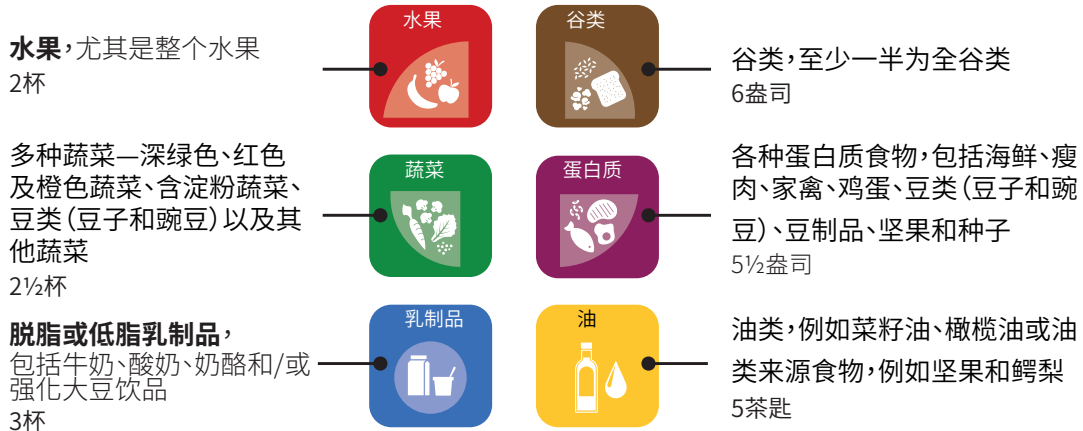 水果
水果，尤其是整个水果
2杯
谷类
谷类，至少一半为全谷类
6盎司
蔬菜
多种蔬菜—深绿色、红色
及橙色蔬菜、含淀粉蔬菜、
豆类（豆子和豌豆）以及其
他蔬菜
2½杯
蛋白质
各种蛋白质食物，包括海鲜、瘦
肉、家禽、鸡蛋、豆类（豆子和豌
豆）、豆制品、坚果和种子
5½盎司
乳制品
脱脂或低脂乳制品，
包括牛奶、酸奶、奶酪和/或
强化大豆饮品
3杯
油
油类，例如菜籽油、橄榄油或油
类来源食物，例如坚果和鳄梨
5茶匙